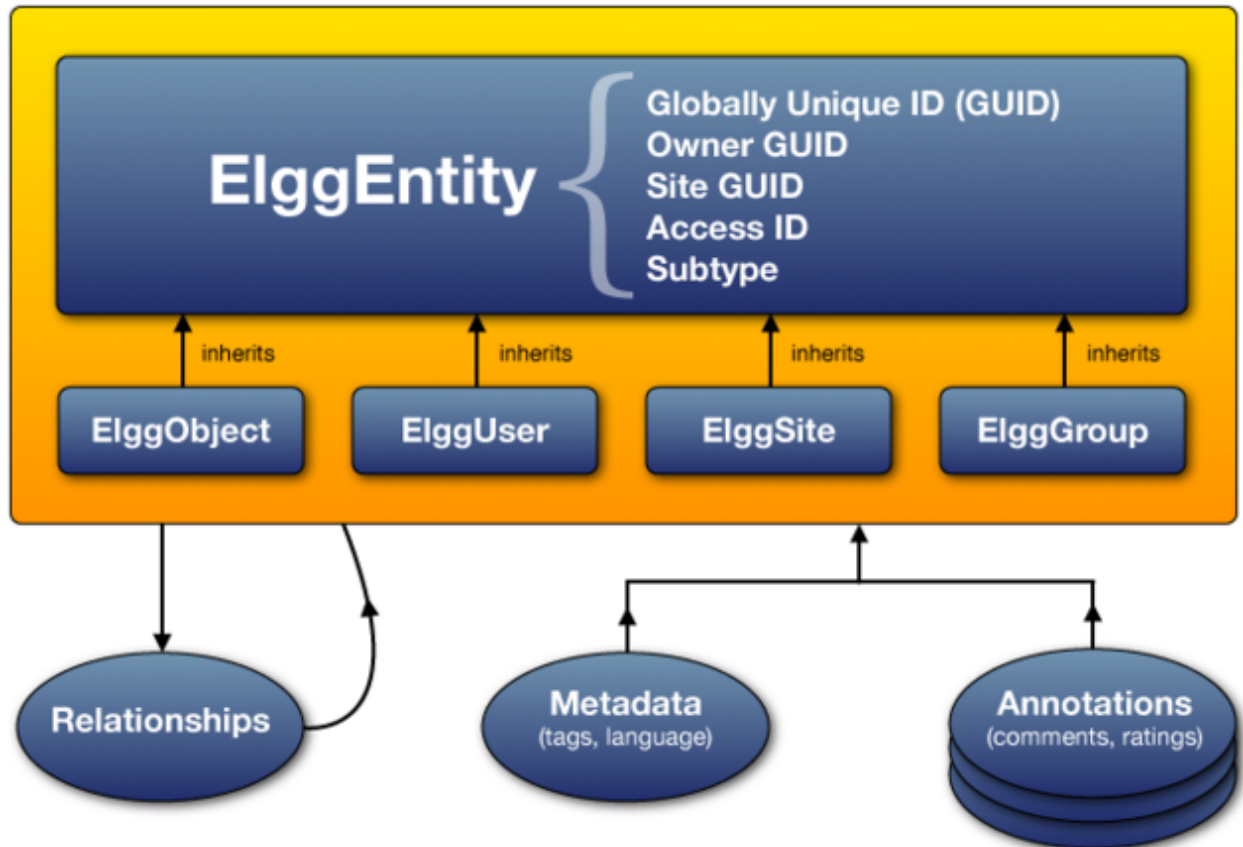 ElggEntity
Globally Unique ID (GUID)
Owner GUID
Site GUID
Access ID
Subtype
inherits
inherits
inherits
inherits
ElggObject
ElggUser
ElggSite
ElggGroup
Relationships
Metadata
(tags, language)
Annotations
(comments, ratings)